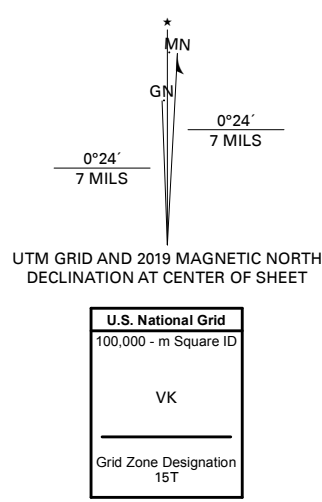 MN
GN
0°24´
7 MILS
0°24´
7 MILS
UTM GRID AND 2019 MAGNETIC NORTH
DECLINATION AT CENTER OF SHEET
U.S. National Grid
100,000 - m Square ID
VK
Grid Zone Designation
15T